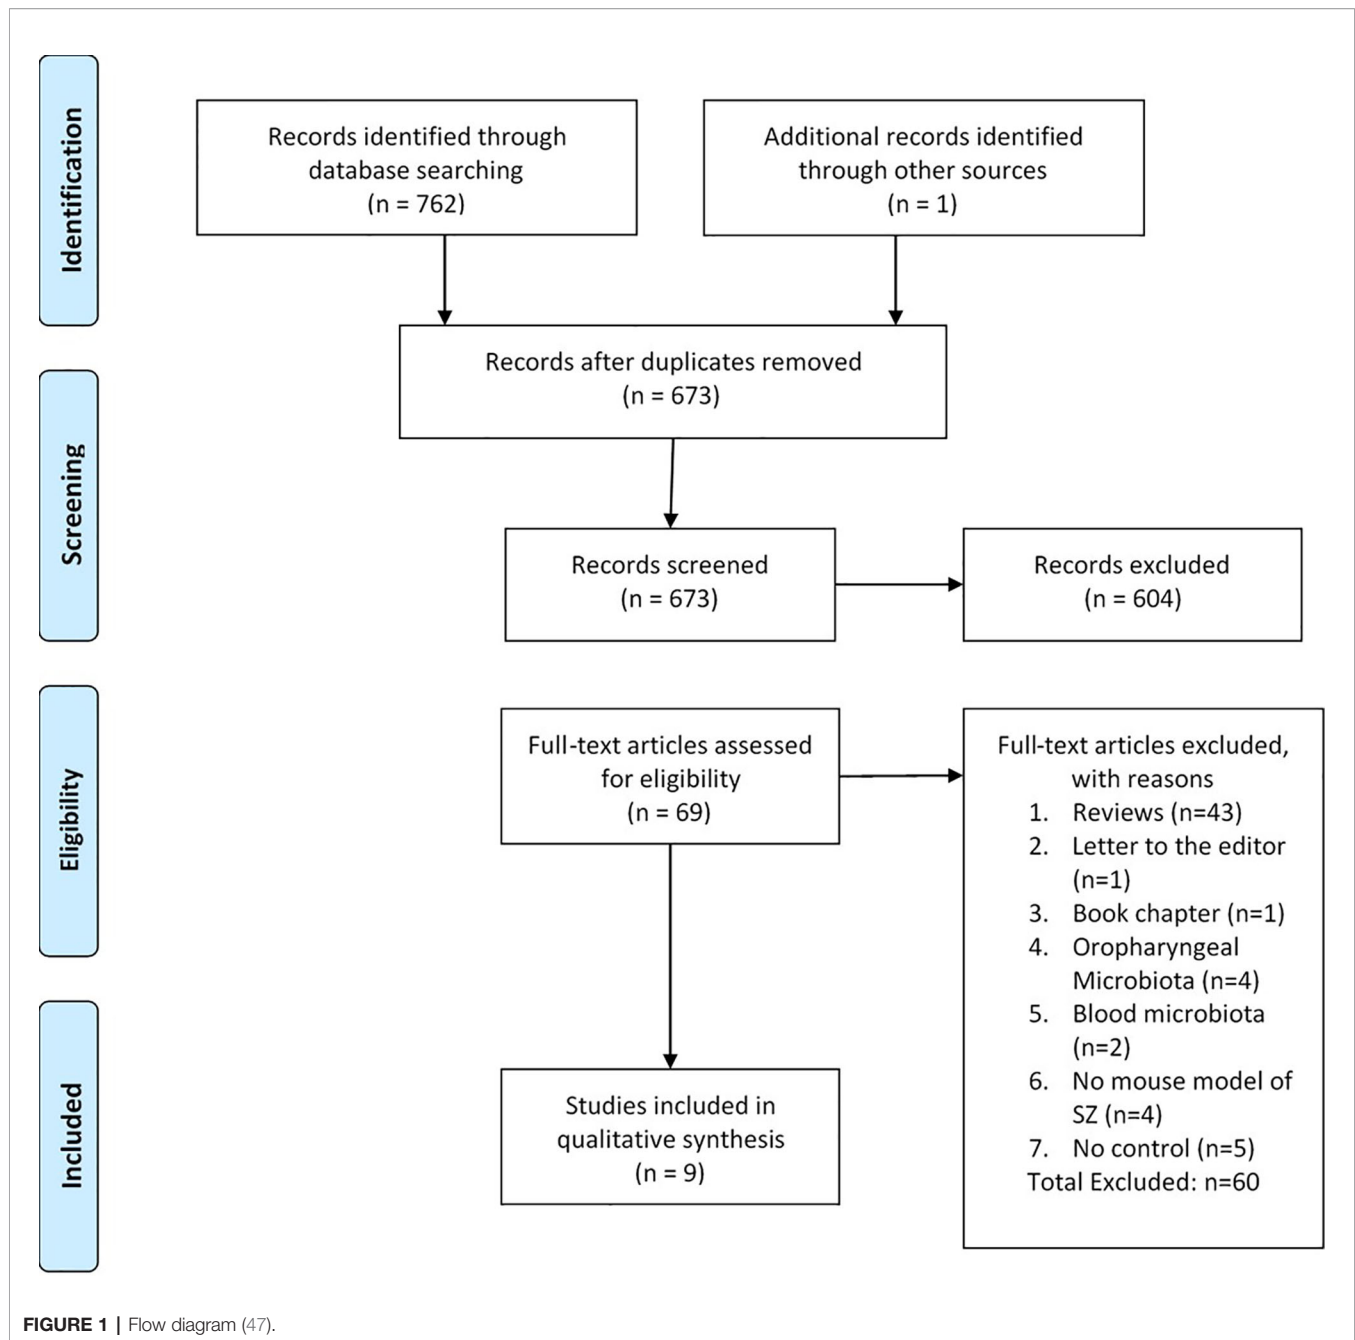 Identification
Records identified through
database searching
(n = 762)
Additional records identified
through other sources
(n = 1)
Records after duplicates removed
(n = 673)
Screening
Records screened
(n = 673)
Records excluded
(n = 604)
Eligibility
Full-text articles assessed
for eligibility
(n = 69)
Full-text articles excluded,
with reasons
1. Reviews (n=43)
2. Letter to the editor
(n=1)
3. Book chapter (n=1)
4. Oropharyngeal
Microbiota (n=4)
5. Blood microbiota
(n=2)
6. No mouse model of
SZ (n=4)
7. No control (n=5)
Total Excluded: n=60
Included
Studies included in
qualitative synthesis
(n = 9)
FIGURE 1 | Flow diagram (47).